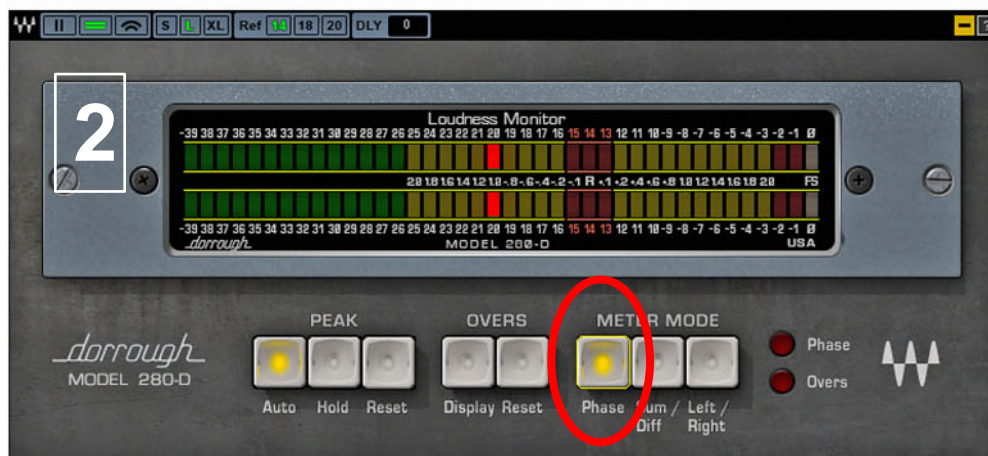 S L XL Ref 14 18 20 DLY 0
?
2
Loudness Monitor
-39 38 37 36 35 34 33 32 31 30 29 28 27 26 25 24 23 22 21 20 19 18 17 16 15 14 13 12 11 10 -9 -8 -7 -6 -5 -4 -3 -2 -1 0
2.0 1.8 1.6 1.4 1.2 1.0 -.8 -.6 -.4 -.2 -.1 R +.1 +.2 +.4 +.6 +.8 1.0 1.2 1.4 1.6 1.8 2.0 FS
-39 38 37 36 35 34 33 32 31 30 29 28 27 26 25 24 23 22 21 20 19 18 17 16 15 14 13 12 11 10 -9 -8 -7 -6 -5 -4 -3 -2 -1 0
dorrough MODEL 280-D USA
PEAK OVERS METER MODE
dorrough
MODEL 280-D
Auto Hold Reset Display Reset Phase Sum / Diff Left / Right
Phase
Overs